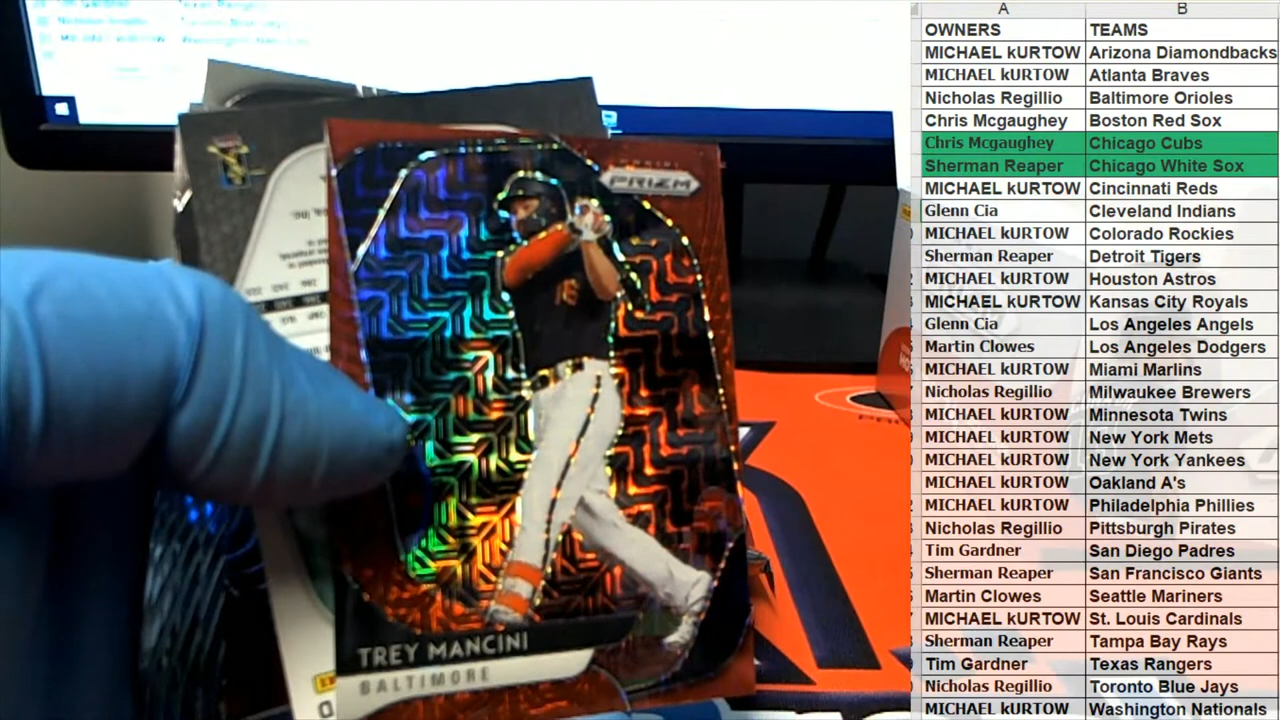 A B
OWNERS TEAMS
MICHAEL kURTOW Arizona Diamondbacks
MICHAEL kURTOW Atlanta Braves
Nicholas Regillio Baltimore Orioles
Chris Mcgaughey Boston Red Sox
Chris Mcgaughey Chicago Cubs
Sherman Reaper Chicago White Sox
MICHAEL kURTOW Cincinnati Reds
Glenn Cia Cleveland Indians
MICHAEL kURTOW Colorado Rockies
Sherman Reaper Detroit Tigers
MICHAEL kURTOW Houston Astros
MICHAEL kURTOW Kansas City Royals
Glenn Cia Los Angeles Angels
Martin Clowes Los Angeles Dodgers
MICHAEL kURTOW Miami Marlins
Nicholas Regillio Milwaukee Brewers
MICHAEL kURTOW Minnesota Twins
MICHAEL kURTOW New York Mets
MICHAEL kURTOW New York Yankees
MICHAEL kURTOW Oakland A's
MICHAEL kURTOW Philadelphia Phillies
Nicholas Regillio Pittsburgh Pirates
Tim Gardner San Diego Padres
Sherman Reaper San Francisco Giants
Martin Clowes Seattle Mariners
MICHAEL kURTOW St. Louis Cardinals
Sherman Reaper Tampa Bay Rays
Tim Gardner Texas Rangers
Nicholas Regillio Toronto Blue Jays
MICHAEL kURTOW Washington Nationals
PANINI
PRIZM
16
TREY MANCINI
BALTIMORE